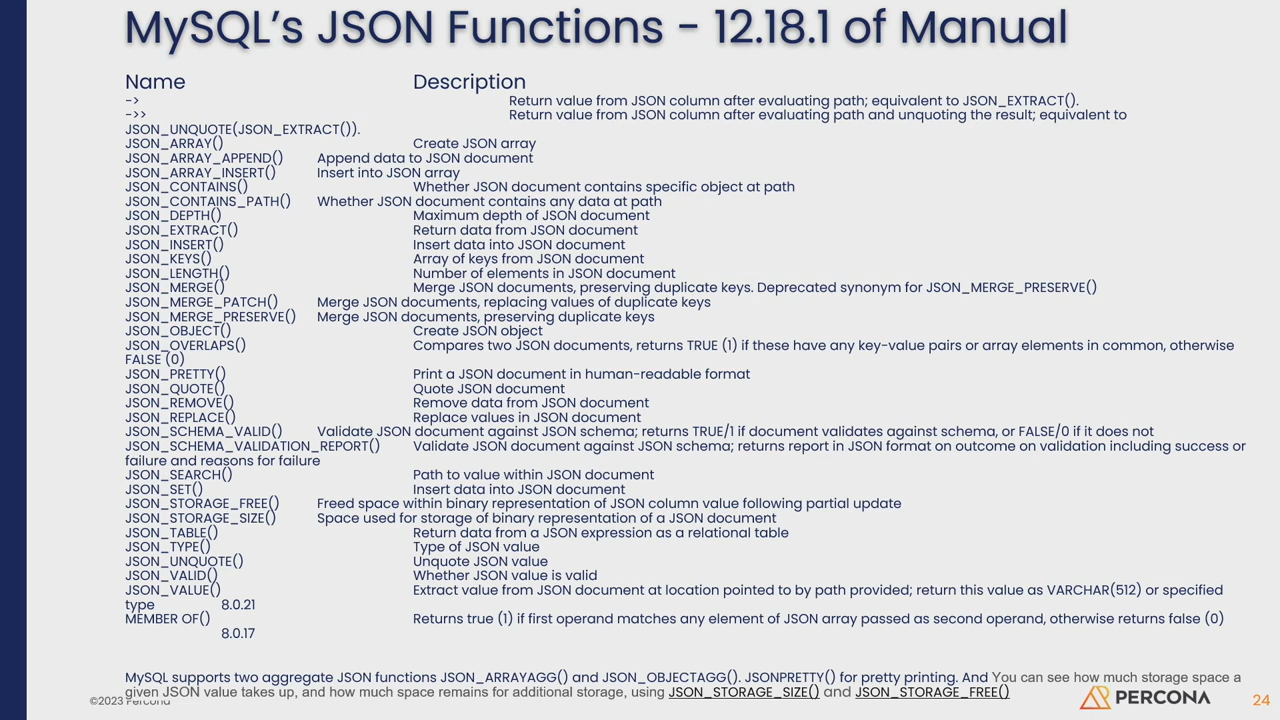 MySQL's JSON Functions - 12.18.1 of Manual
Name Description
-> Return value from JSON column after evaluating path; equivalent to JSON_EXTRACT().
->> Return value from JSON column after evaluating path and unquoting the result; equivalent to
JSON_UNQUOTE(JSON_EXTRACT()).
JSON_ARRAY() Create JSON array
JSON_ARRAY_APPEND() Append data to JSON document
JSON_ARRAY_INSERT() Insert into JSON array
JSON_CONTAINS() Whether JSON document contains specific object at path
JSON_CONTAINS_PATH() Whether JSON document contains any data at path
JSON_DEPTH() Maximum depth of JSON document
JSON_EXTRACT() Return data from JSON document
JSON_INSERT() Insert data into JSON document
JSON_KEYS() Array of keys from JSON document
JSON_LENGTH() Number of elements in JSON document
JSON_MERGE() Merge JSON documents, preserving duplicate keys. Deprecated synonym for JSON_MERGE_PRESERVE()
JSON_MERGE_PATCH() Merge JSON documents, replacing values of duplicate keys
JSON_MERGE_PRESERVE() Merge JSON documents, preserving duplicate keys
JSON_OBJECT() Create JSON object
JSON_OVERLAPS() Compares two JSON documents, returns TRUE (1) if these have any key-value pairs or array elements in common, otherwise
FALSE (0)
JSON_PRETTY() Print a JSON document in human-readable format
JSON_QUOTE() Quote JSON document
JSON_REMOVE() Remove data from JSON document
JSON_REPLACE() Replace values in JSON document
JSON_SCHEMA_VALID() Validate JSON document against JSON schema; returns TRUE/1 if document validates against schema, or FALSE/0 if it does not
JSON_SCHEMA_VALIDATION_REPORT() Validate JSON document against JSON schema; returns report in JSON format on outcome on validation including success or
failure and reasons for failure
JSON_SEARCH() Path to value within JSON document
JSON_SET() Insert data into JSON document
JSON_STORAGE_FREE() Freed space within binary representation of JSON column value following partial update
JSON_STORAGE_SIZE() Space used for storage of binary representation of a JSON document
JSON_TABLE() Return data from a JSON expression as a relational table
JSON_TYPE() Type of JSON value
JSON_UNQUOTE() Unquote JSON value
JSON_VALID() Whether JSON value is valid
JSON_VALUE() Extract value from JSON document at location pointed to by path provided; return this value as VARCHAR(512) or specified
type 8.0.21
MEMBER OF() Returns true (1) if first operand matches any element of JSON array passed as second operand, otherwise returns false (0)
8.0.17
MySQL supports two aggregate JSON functions JSON_ARRAYAGG() and JSON_OBJECTAGG(). JSONPRETTY() for pretty printing. And You can see how much storage space a
given JSON value takes up, and how much space remains for additional storage, using JSON_STORAGE_SIZE() and JSON_STORAGE_FREE()
©2023 Percona
PERCONA
24